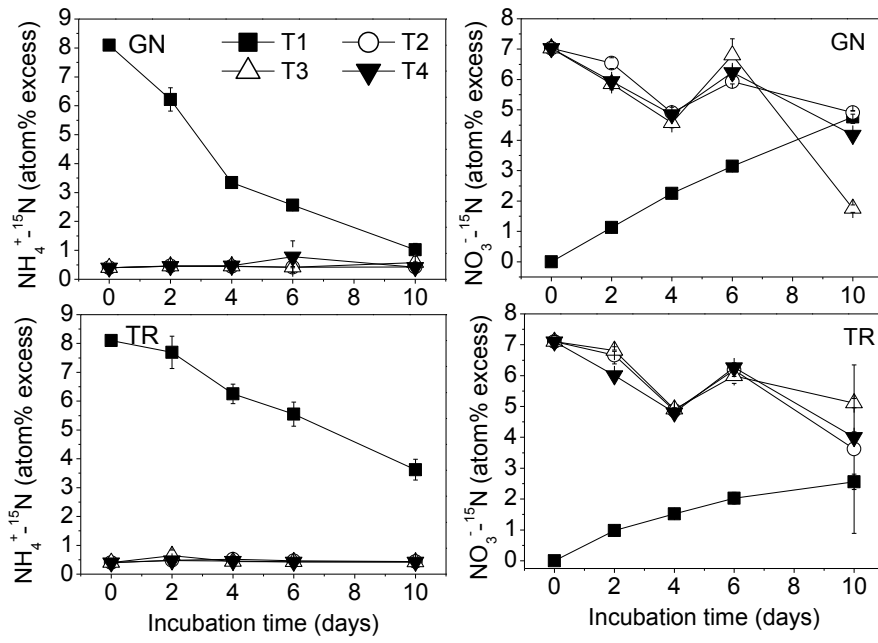 9
8
7
6
5
4
3
2
1
0
NH₄⁺-¹⁵N (atom% excess)
GN
T1 T2
T3 T4
0 2 4 6 8 10
8
7
6
5
4
3
2
1
0
NO₃⁻-¹⁵N (atom% excess)
GN
0 2 4 6 8 10
9
8
7
6
5
4
3
2
1
0
NH₄⁺-¹⁵N (atom% excess)
TR
0 2 4 6 8 10
Incubation time (days)
8
7
6
5
4
3
2
1
0
NO₃⁻-¹⁵N (atom% excess)
TR
0 2 4 6 8 10
Incubation time (days)